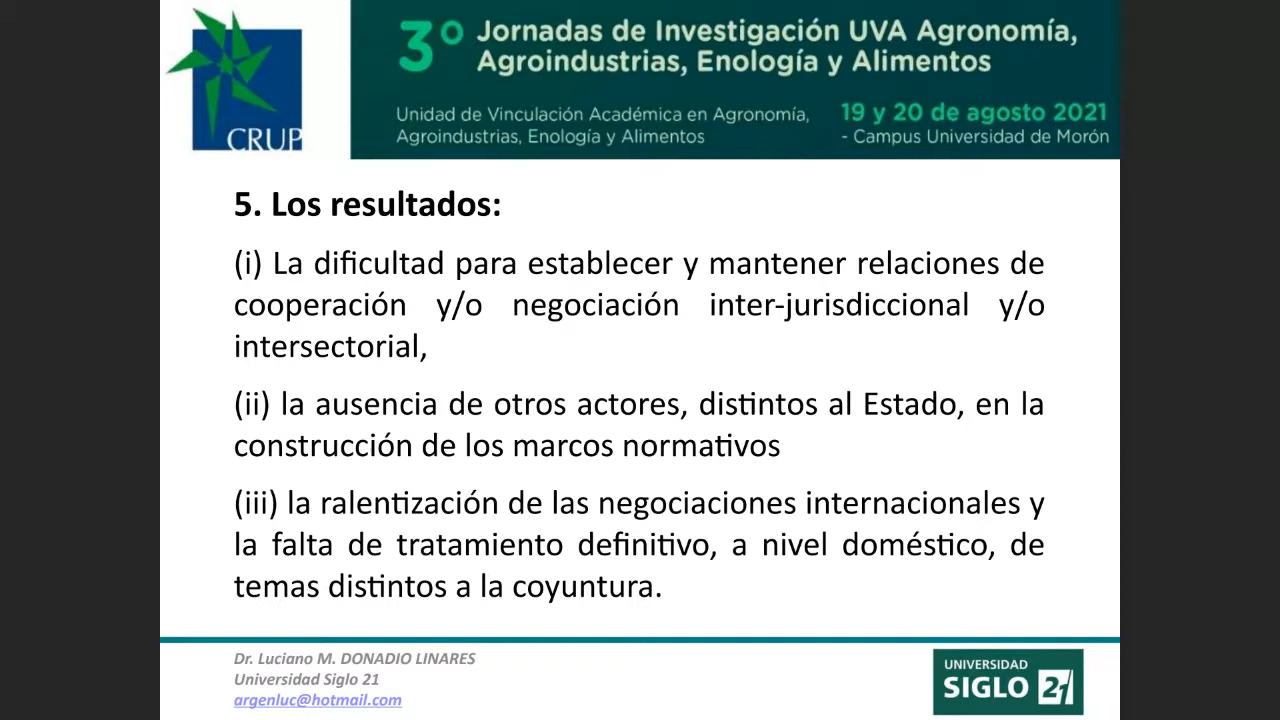 CRUP
3º Jornadas de Investigación UVA Agronomía,
Agroindustrias, Enología y Alimentos
Unidad de Vinculación Académica en Agronomía,
Agroindustrias, Enología y Alimentos
19 y 20 de agosto 2021
- Campus Universidad de Morón
5. Los resultados:
(i) La dificultad para establecer y mantener relaciones de
cooperación y/o negociación inter-jurisdiccional y/o
intersectorial,
(ii) la ausencia de otros actores, distintos al Estado, en la
construcción de los marcos normativos
(iii) la ralentización de las negociaciones internacionales y
la falta de tratamiento definitivo, a nivel doméstico, de
temas distintos a la coyuntura.
Dr. Luciano M. DONADIO LINARES
Universidad Siglo 21
argenluc@hotmail.com
UNIVERSIDAD
SIGLO 21